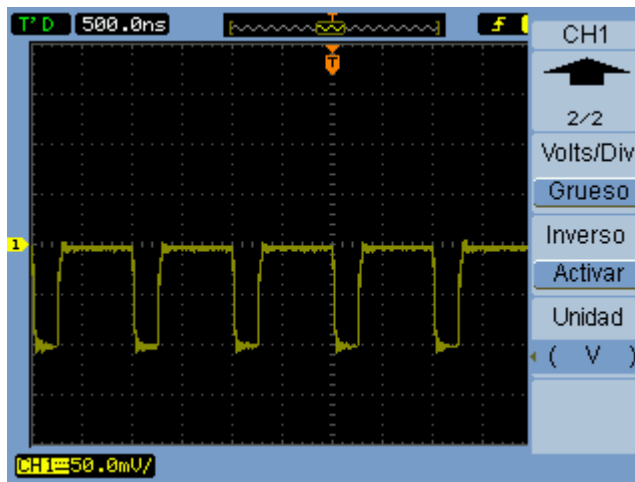 T'D 500.0ns
T
CH1
2/2
Volts/Div
Grueso
Inverso
Activar
Unidad
( V )
1
CH1 50.0mV/